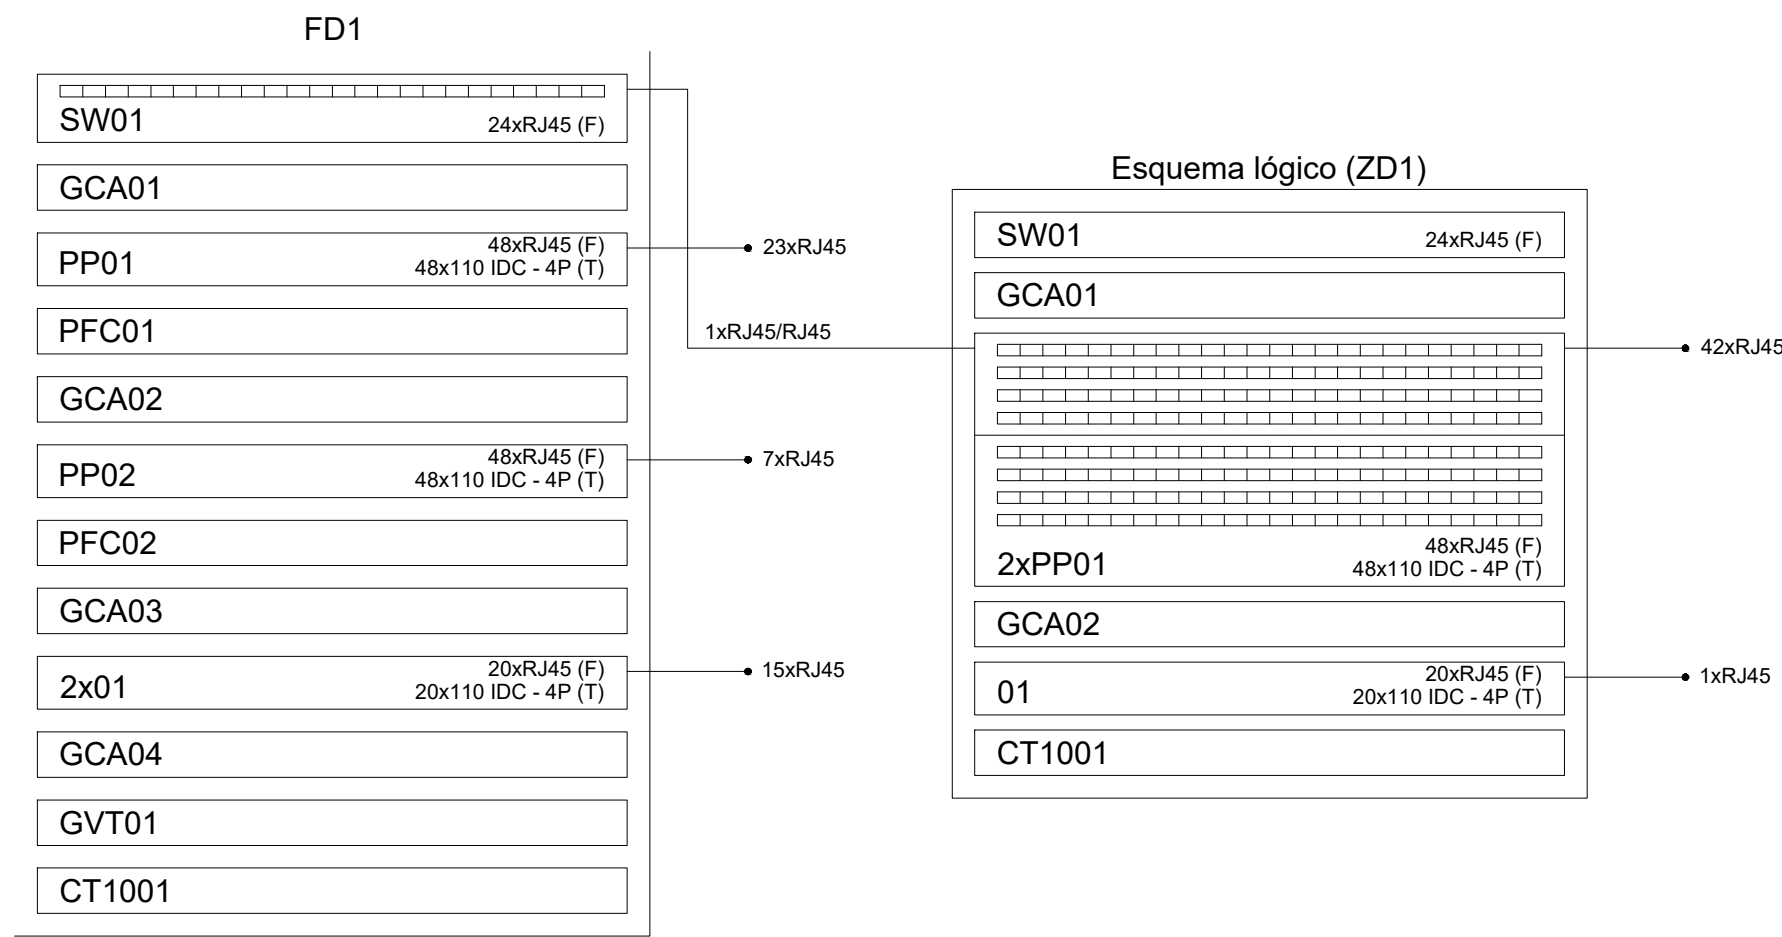 FD1
SW01
24xRJ45 (F)
GCA01
PP01
48xRJ45 (F)
48x110 IDC - 4P (T)
23xRJ45
PFC01
1xRJ45/RJ45
GCA02
PP02
48xRJ45 (F)
48x110 IDC - 4P (T)
7xRJ45
PFC02
GCA03
2x01
20xRJ45 (F)
20x110 IDC - 4P (T)
15xRJ45
GCA04
GVT01
CT1001
Esquema lógico (ZD1)
SW01
24xRJ45 (F)
GCA01
42xRJ45
2xPP01
48xRJ45 (F)
48x110 IDC - 4P (T)
GCA02
01
20xRJ45 (F)
20x110 IDC - 4P (T)
1xRJ45
CT1001